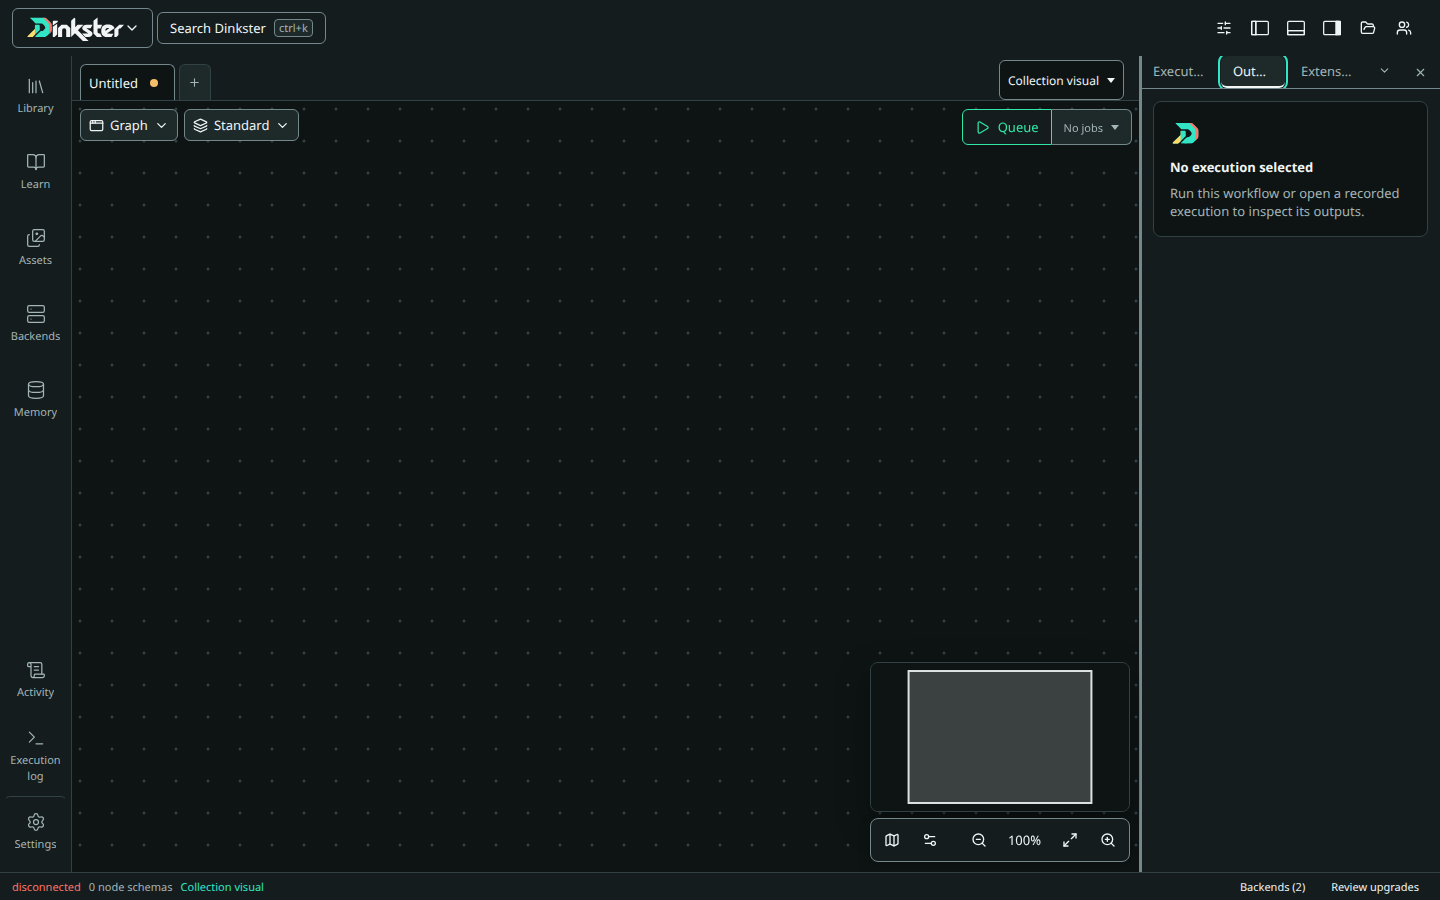 Dinkster
Search Dinkster ctrl+k
Untitled
+
Collection visual
Execut...
Out...
Extens...
Library
Learn
Assets
Backends
Memory
Graph
Standard
Queue
No jobs
No execution selected
Run this workflow or open a recorded
execution to inspect its outputs.
Activity
Execution
log
Settings
100%
disconnected
0 node schemas
Collection visual
Backends (2)
Review upgrades